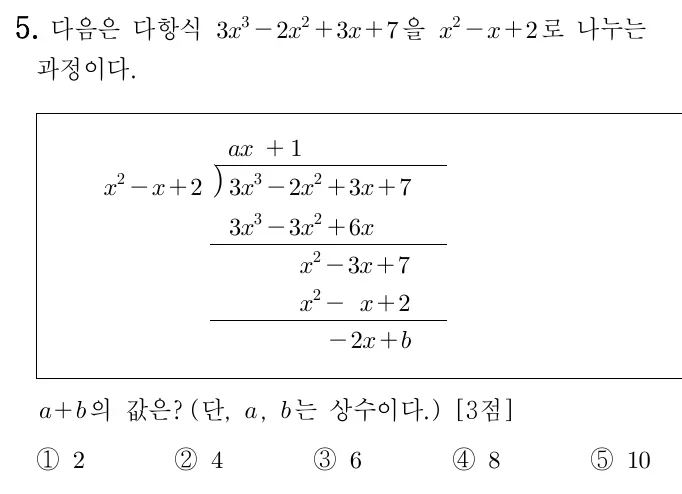 5. 다음은 다항식 3x³-2x²+3x+7을 x²-x+2로 나누는
과정이다.
ax +1
x²-x+2 ) 3x³-2x²+3x+7
3x³-3x²+6x
x²-3x+7
x²- x+2
-2x+b
a+b의 값은? (단, a, b는 상수이다.) [3점]
① 2 ② 4 ③ 6 ④ 8 ⑤ 10